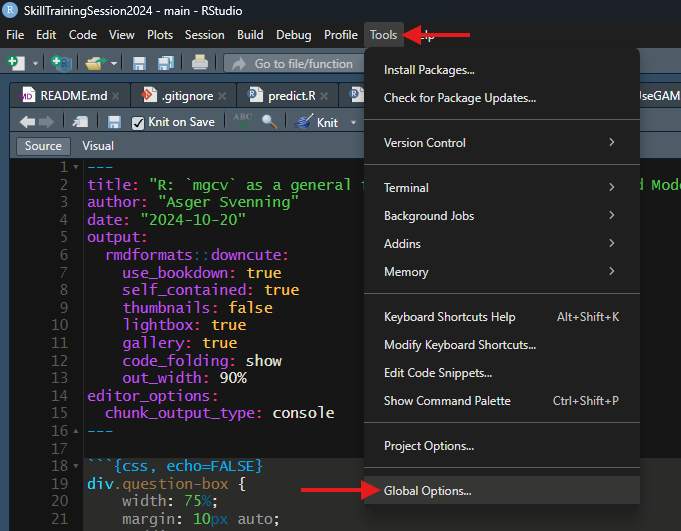 SkillTrainingSession2024 - main - RStudio
File Edit Code View Plots Session Build Debug Profile Tools
Go to file/function
README.md .gitignore predict.R
Knit on Save ABC Knit
Source Visual
1 ---
2 title: "R: `mgcv` as a general
3 author: "Asger Svenning"
4 date: "2024-10-20"
5 output:
6 rmdformats::downcute:
7 use_bookdown: true
8 self_contained: true
9 thumbnails: false
10 lightbox: true
11 gallery: true
12 code_folding: show
13 out_width: 90%
14 editor_options:
15 chunk_output_type: console
16 ---
17
18 ```{css, echo=FALSE}
19 div.question-box {
20 width: 75%;
21 margin: 10px auto;
Install Packages...
Check for Package Updates...
Version Control
Terminal
Background Jobs
Addins
Memory
Keyboard Shortcuts Help Alt+Shift+K
Modify Keyboard Shortcuts...
Edit Code Snippets...
Show Command Palette Ctrl+Shift+P
Project Options...
Global Options...